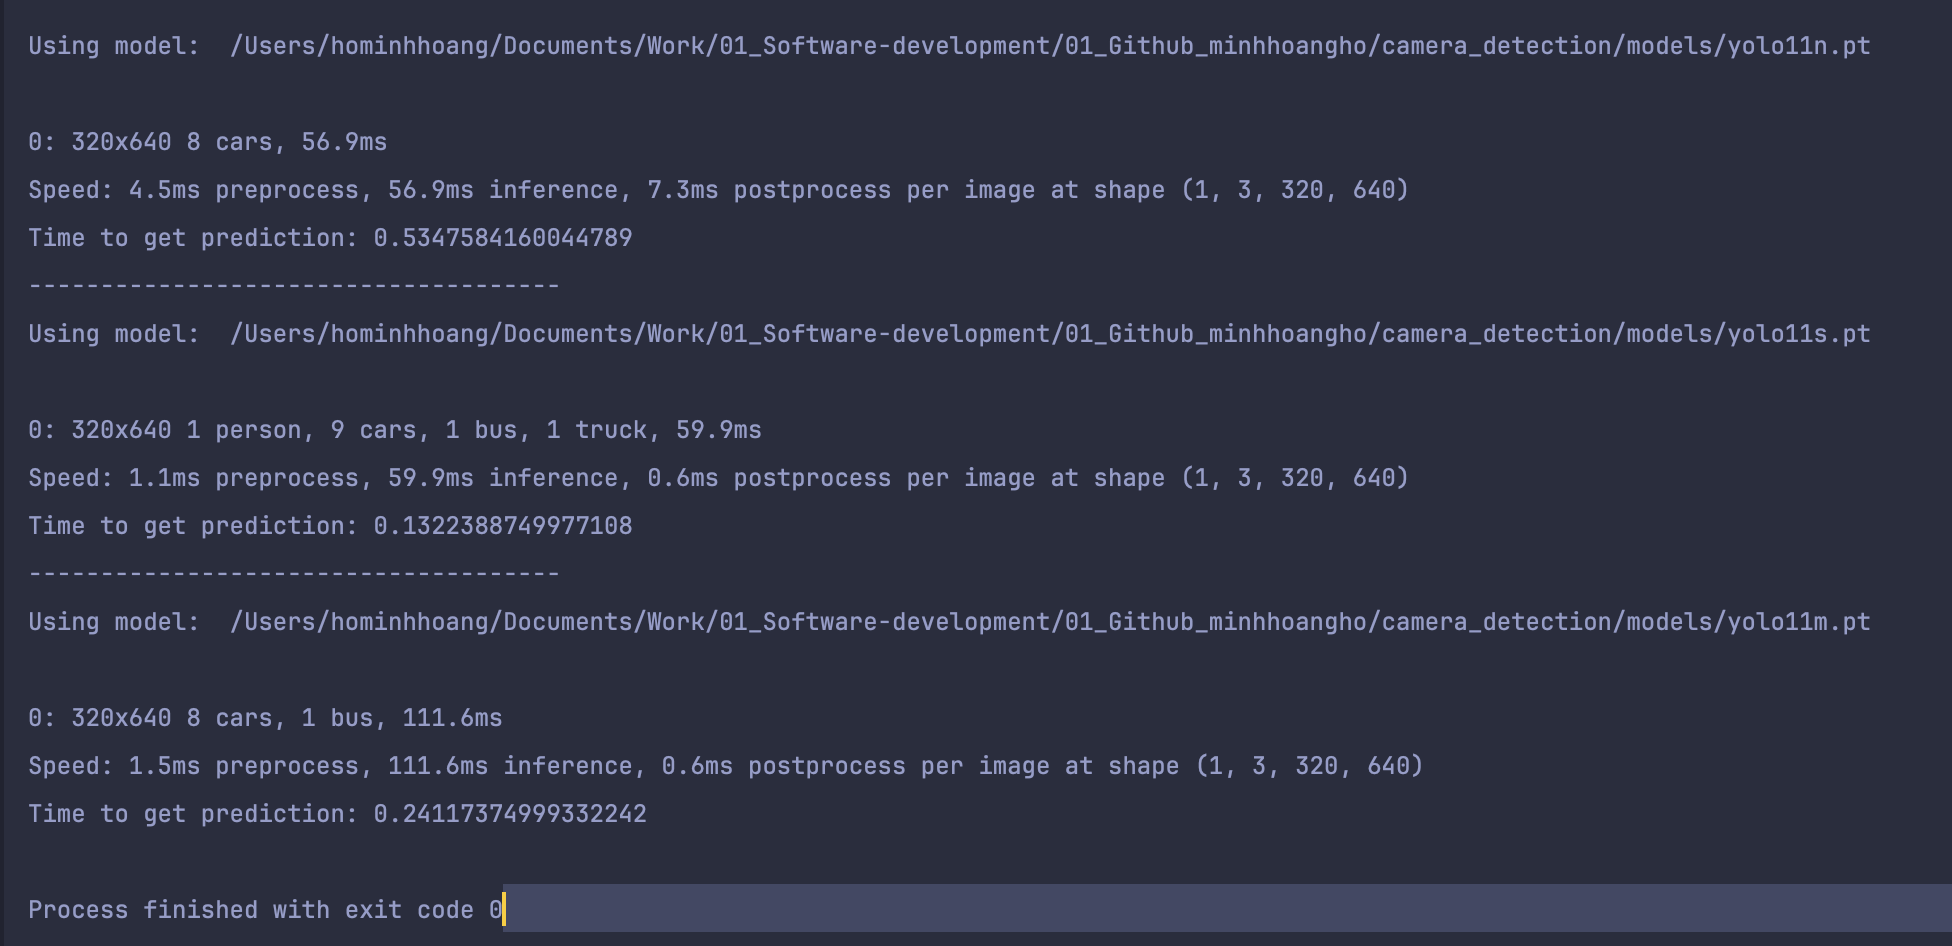 Using model:  /Users/hominhhoang/Documents/Work/01_Software-development/01_Github_minhhoangho/camera_detection/models/yolo11n.pt
0: 320x640 8 cars, 56.9ms
Speed: 4.5ms preprocess, 56.9ms inference, 7.3ms postprocess per image at shape (1, 3, 320, 640)
Time to get prediction: 0.5347584160044789
-------------------------------------
Using model:  /Users/hominhhoang/Documents/Work/01_Software-development/01_Github_minhhoangho/camera_detection/models/yolo11s.pt
0: 320x640 1 person, 9 cars, 1 bus, 1 truck, 59.9ms
Speed: 1.1ms preprocess, 59.9ms inference, 0.6ms postprocess per image at shape (1, 3, 320, 640)
Time to get prediction: 0.1322388749977108
-------------------------------------
Using model:  /Users/hominhhoang/Documents/Work/01_Software-development/01_Github_minhhoangho/camera_detection/models/yolo11m.pt
0: 320x640 8 cars, 1 bus, 111.6ms
Speed: 1.5ms preprocess, 111.6ms inference, 0.6ms postprocess per image at shape (1, 3, 320, 640)
Time to get prediction: 0.24117374999332242
Process finished with exit code 0